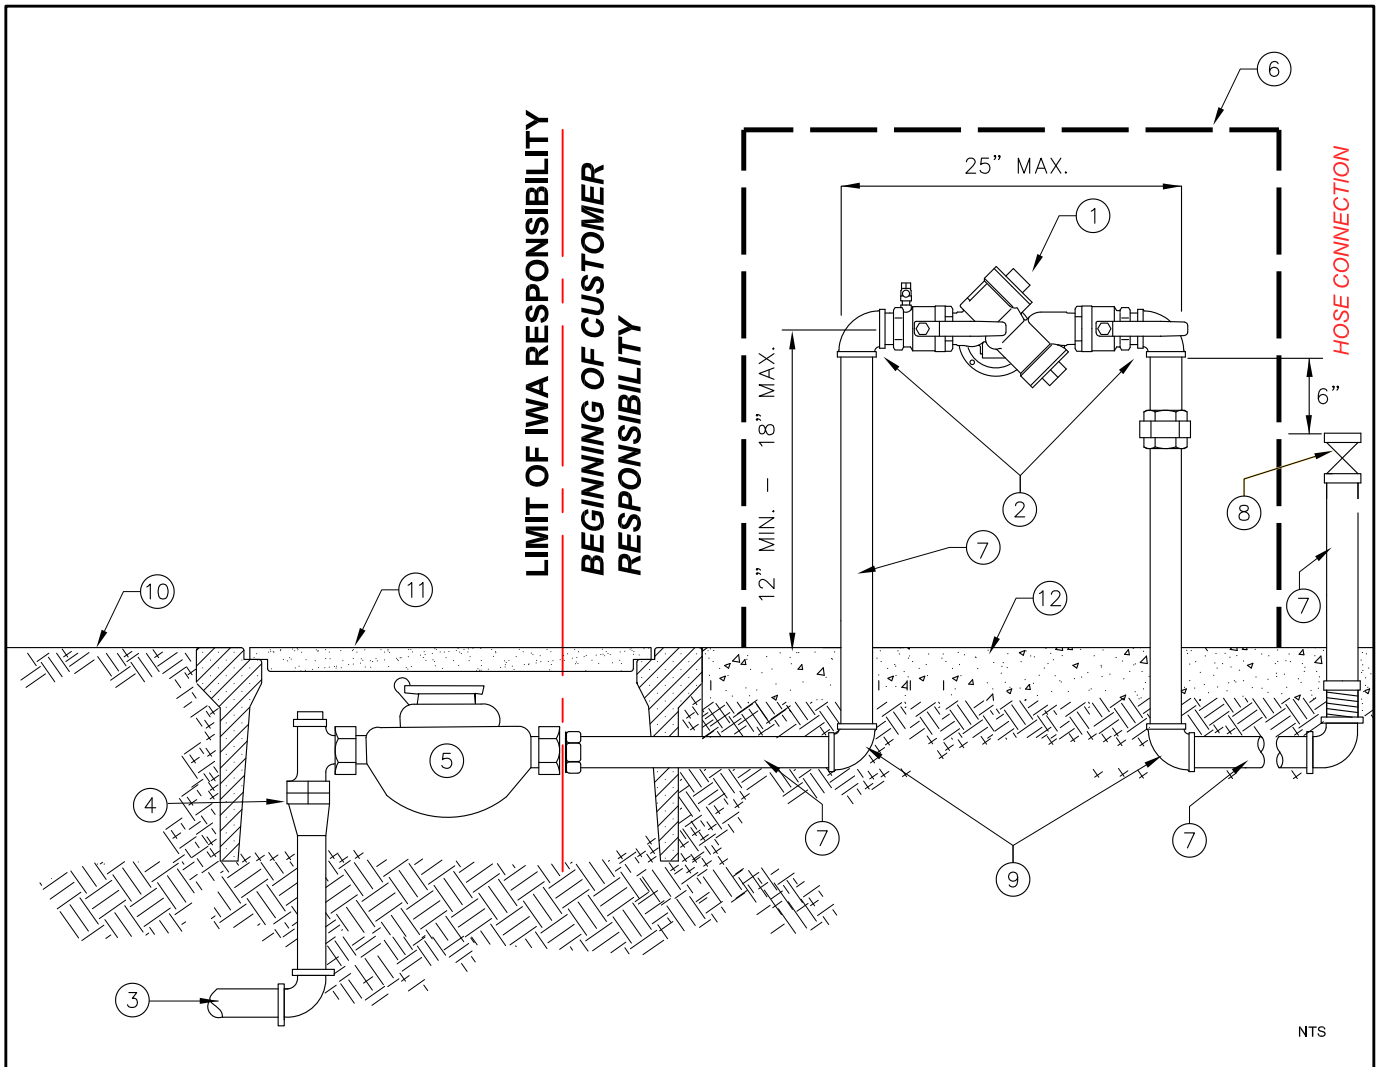 6
25” MAX.
1
HOSE CONNECTION
LIMIT OF IWA RESPONSIBILITY
BEGINNING OF CUSTOMER
RESPONSIBILITY
12” MIN. – 18” MAX.
6”
2
8
7
10
11
12
7
5
4
7
7
9
3
NTS